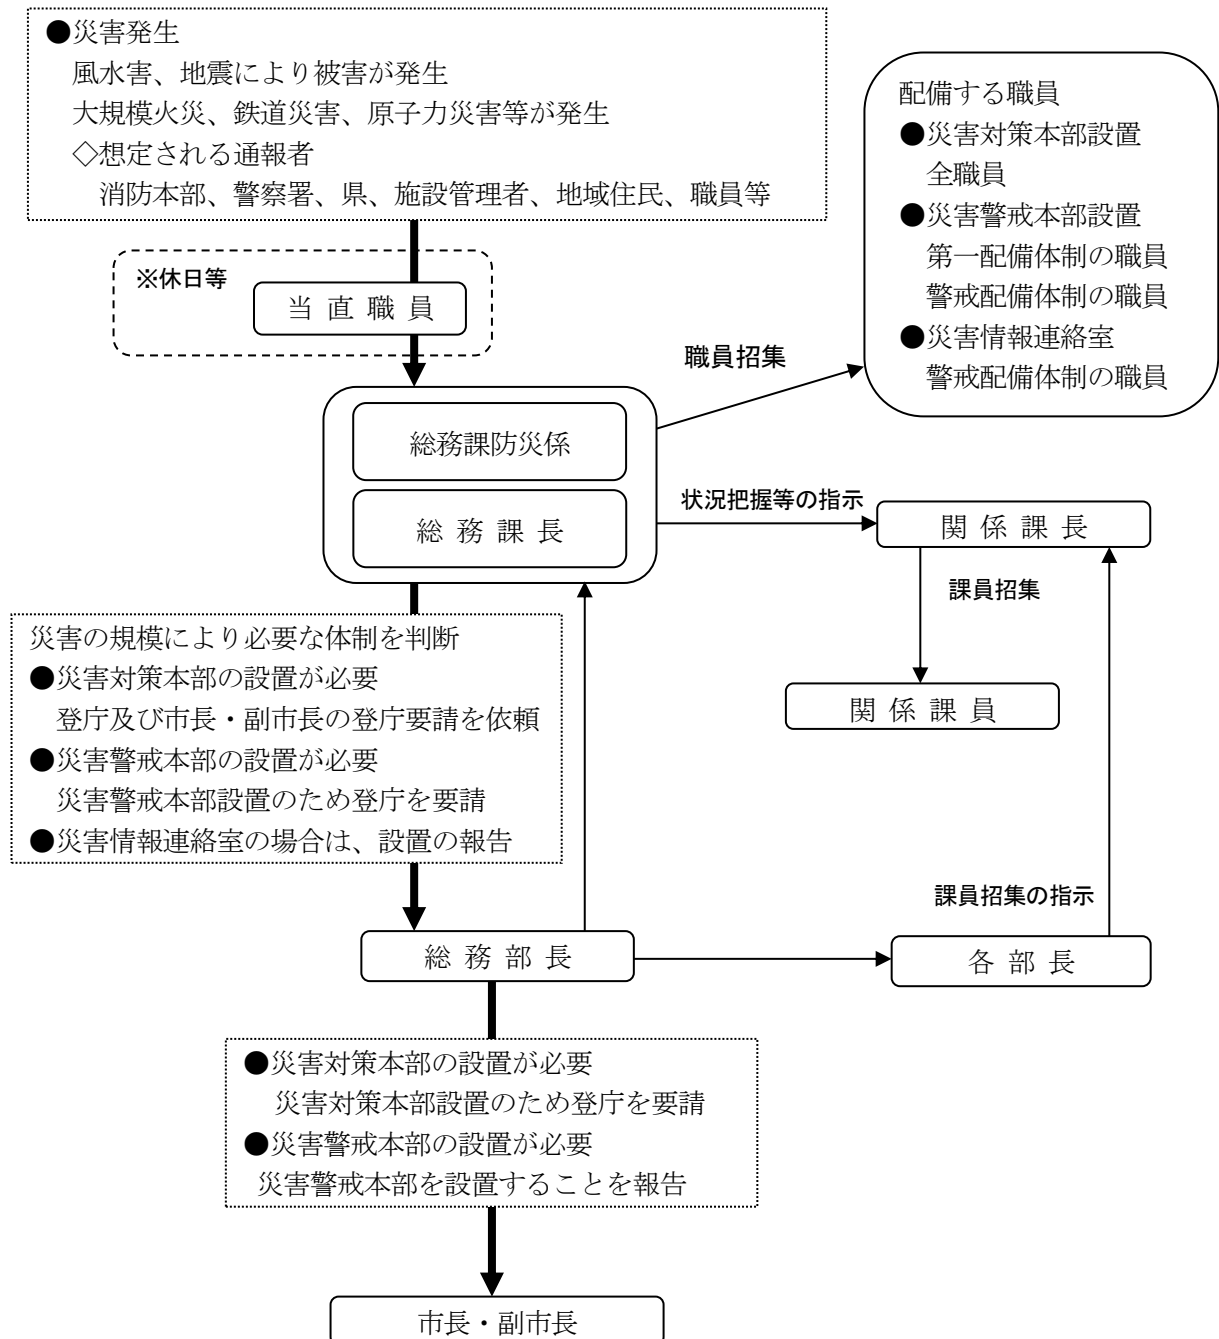 ●災害発生
風水害、地震により被害が発生
大規模火災、鉄道災害、原子力災害等が発生
◇想定される通報者
消防本部、警察署、県、施設管理者、地域住民、職員等
※休日等
当直職員
配備する職員
●災害対策本部設置
全職員
●災害警戒本部設置
第一配備体制の職員
警戒配備体制の職員
●災害情報連絡室
警戒配備体制の職員
職員招集
総務課防災係
総務課長
状況把握等の指示
関係課長
課員招集
関係課員
災害の規模により必要な体制を判断
●災害対策本部の設置が必要
登庁及び市長・副市長の登庁要請を依頼
●災害警戒本部の設置が必要
災害警戒本部設置のため登庁を要請
●災害情報連絡室の場合は、設置の報告
課員招集の指示
総務部長
各部長
●災害対策本部の設置が必要
災害対策本部設置のため登庁を要請
●災害警戒本部の設置が必要
災害警戒本部を設置することを報告
市長・副市長